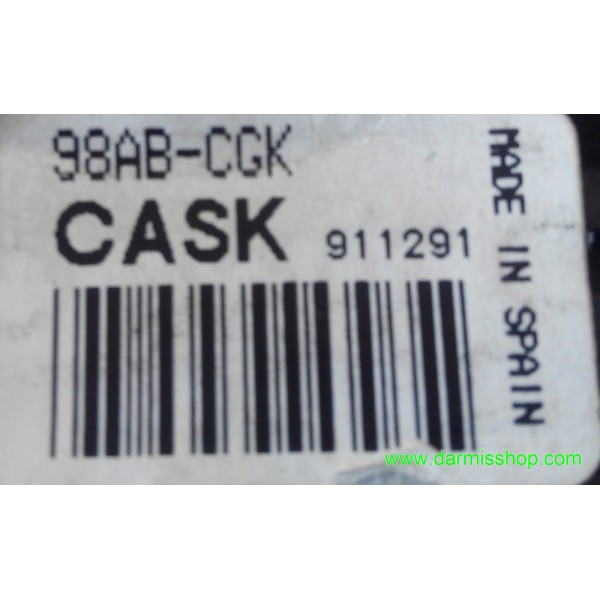 98AB-CGK
CASK 911291
MADE IN SPAIN
www.darmisshop.com